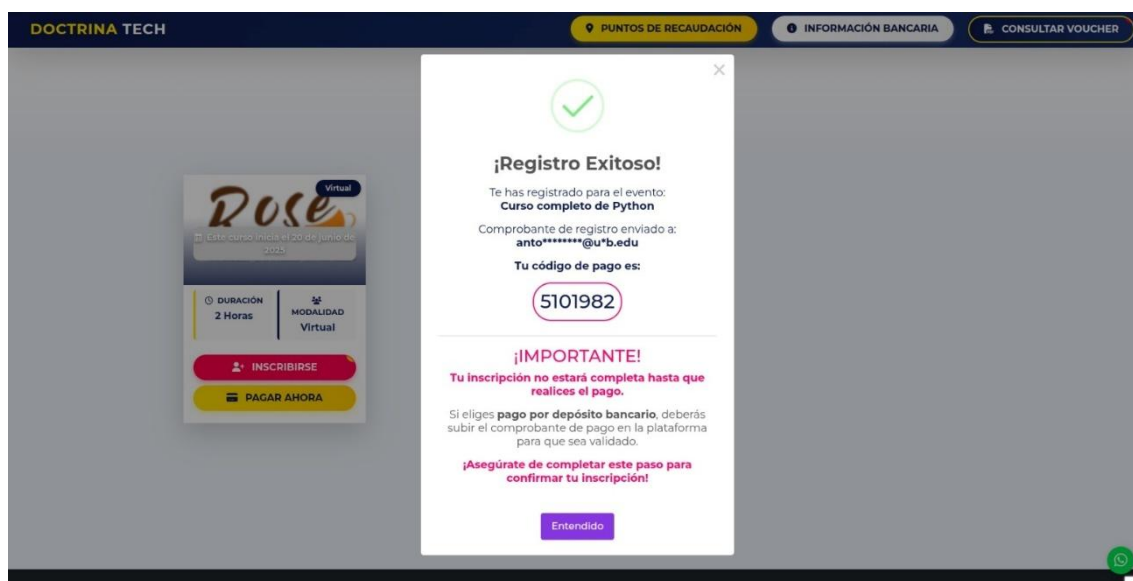 DOCTRINA TECH
PUNTOS DE RECAUDACIÓN
INFORMACIÓN BANCARIA
CONSULTAR VOUCHER
Dose
Virtual
Este curso inicia el 20 de junio de
2025
DURACIÓN
2 Horas
MODALIDAD
Virtual
INSCRIBIRSE
PAGAR AHORA
¡Registro Exitoso!
Te has registrado para el evento:
Curso completo de Python
Comprobante de registro enviado a:
anto********@u*b.edu
Tu código de pago es:
5101982
¡IMPORTANTE!
Tu inscripción no estará completa hasta que
realices el pago.
Si eliges pago por depósito bancario, deberás
subir el comprobante de pago en la plataforma
para que sea validado.
¡Asegúrate de completar este paso para
confirmar tu inscripción!
Entendido